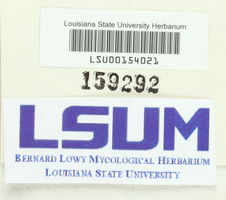 Louisiana State University Herbarium
LSU00154021
159292
LSUM
BERNARD LOWY MYCOLOGICAL HERBARIUM
LOUISIANA STATE UNIVERSITY